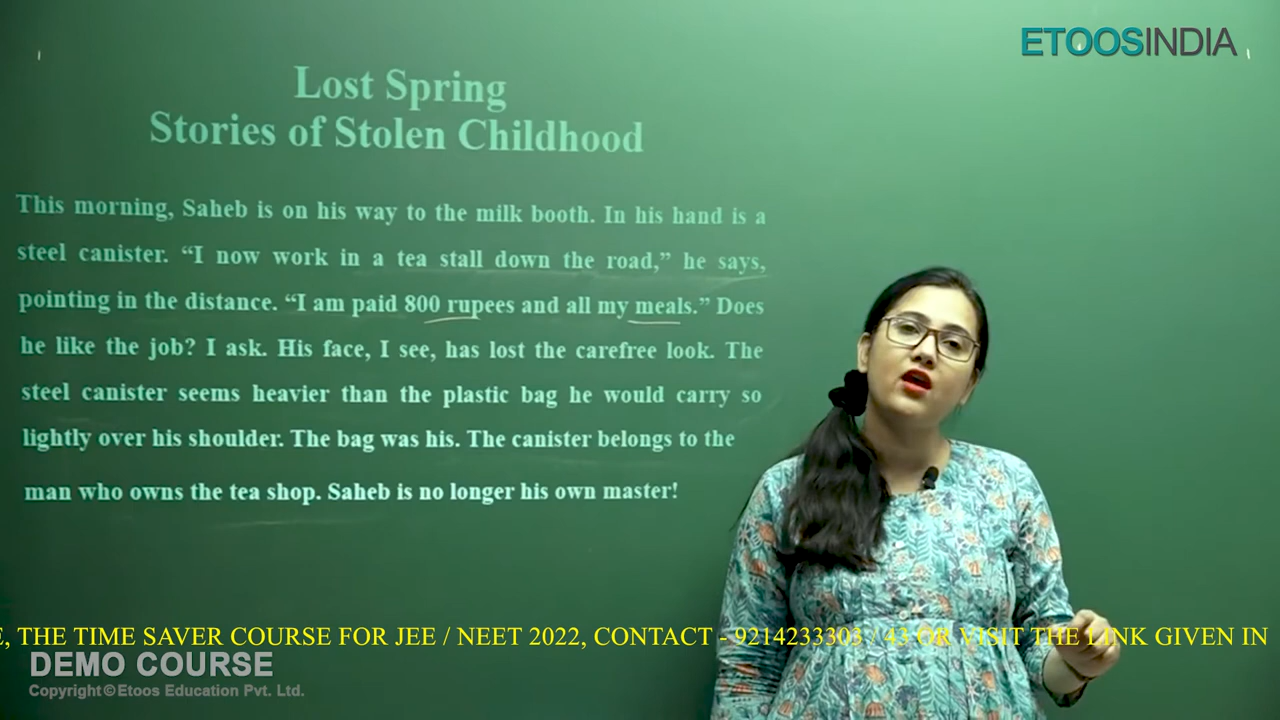 ETOOSINDIA
Lost Spring
Stories of Stolen Childhood
This morning, Saheb is on his way to the milk booth. In his hand is a
steel canister. “I now work in a tea stall down the road,” he says,
pointing in the distance. “I am paid 800 rupees and all my meals.” Does
he like the job? I ask. His face, I see, has lost the carefree look. The
steel canister seems heavier than the plastic bag he would carry so
lightly over his shoulder. The bag was his. The canister belongs to the
man who owns the tea shop. Saheb is no longer his own master!
E, THE TIME SAVER COURSE FOR JEE / NEET 2022, CONTACT - 9214233303 / 43 OR VISIT THE LINK GIVEN IN
DEMO COURSE
Copyright © Etoos Education Pvt. Ltd.